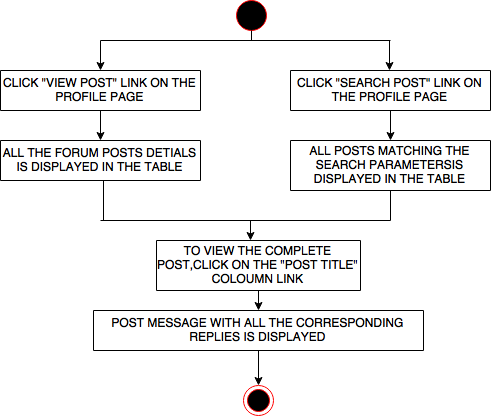 CLICK "VIEW POST" LINK ON THE
PROFILE PAGE
CLICK "SEARCH POST" LINK ON
THE PROFILE PAGE
ALL THE FORUM POSTS DETIALS
IS DISPLAYED IN THE TABLE
ALL POSTS MATCHING THE
SEARCH PARAMETERSIS
DISPLAYED IN THE TABLE
TO VIEW THE COMPLETE
POST,CLICK ON THE "POST TITLE"
COLOUMN LINK
POST MESSAGE WITH ALL THE CORRESPONDING
REPLIES IS DISPLAYED